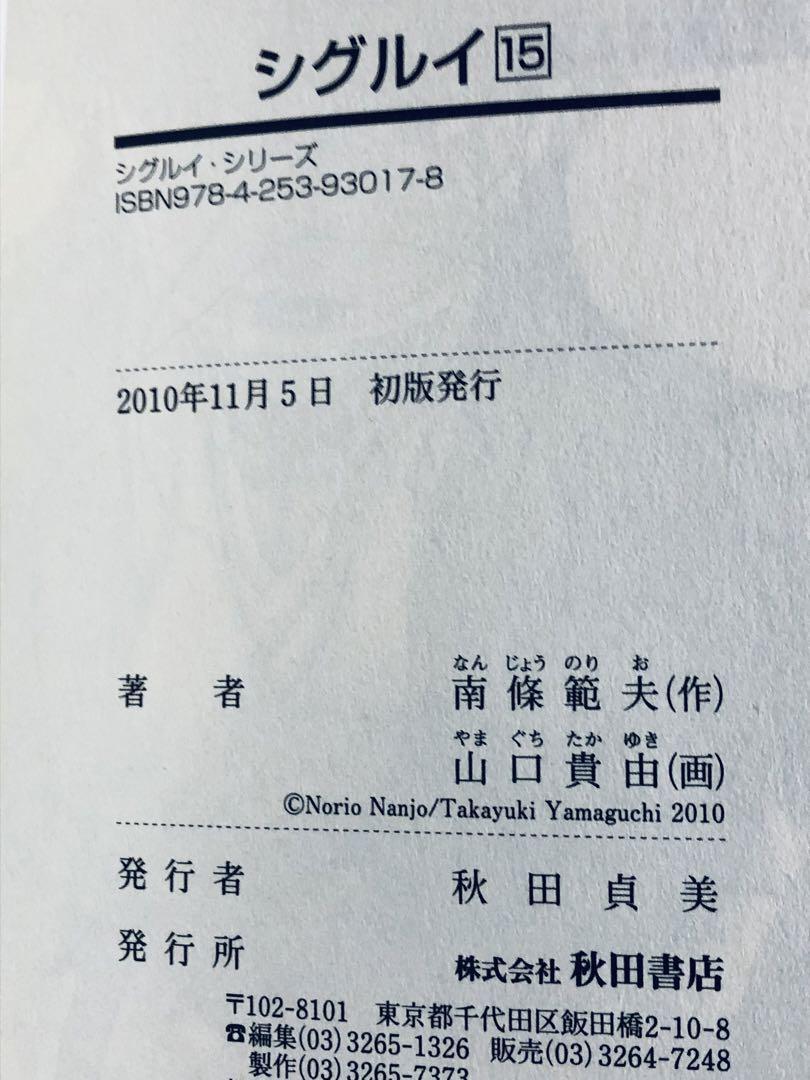 シグルイ 15
シグルイ・シリーズ
ISBN978-4-253-93017-8
2010年11月5日 初版発行
なん じょう のり お
著者 南條範夫(作)
やま ぐち たか ゆき
山口貴由(画)
©Norio Nanjo/Takayuki Yamaguchi 2010
発行者 秋田貞美
発行所 株式会社 秋田書店
〒102-8101 東京都千代田区飯田橋2-10-8
☎編集(03)3265-1326 販売(03)3264-7248
製作(03)3265-7373